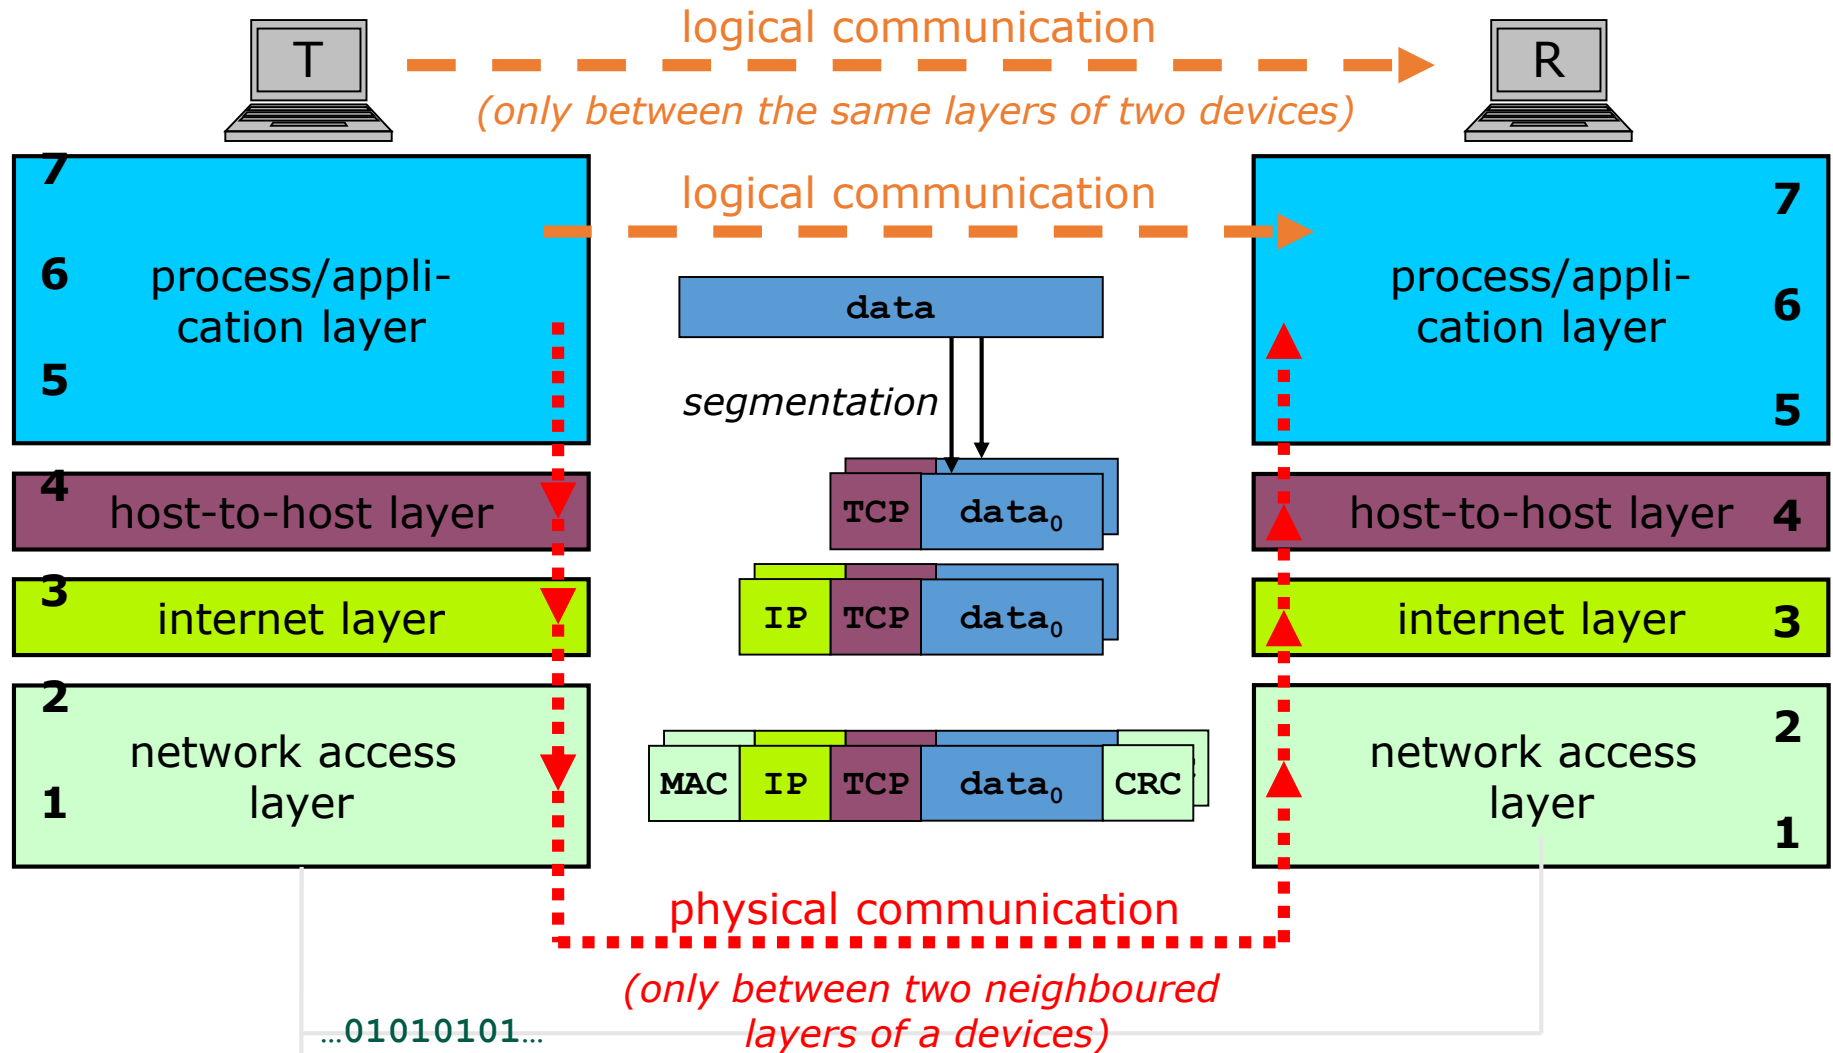 T
logical communication
R
(only between the same layers of two devices)
7
logical communication
7
6
process/appli-
cation layer
data
process/appli-
cation layer
6
5
segmentation
5
4
host-to-host layer
TCP data₀
host-to-host layer
4
3
internet layer
IP TCP data₀
internet layer
3
2
network access
layer
1
MAC IP TCP data₀ CRC
2
network access
layer
1
physical communication
(only between two neighboured
layers of a devices)
...01010101...